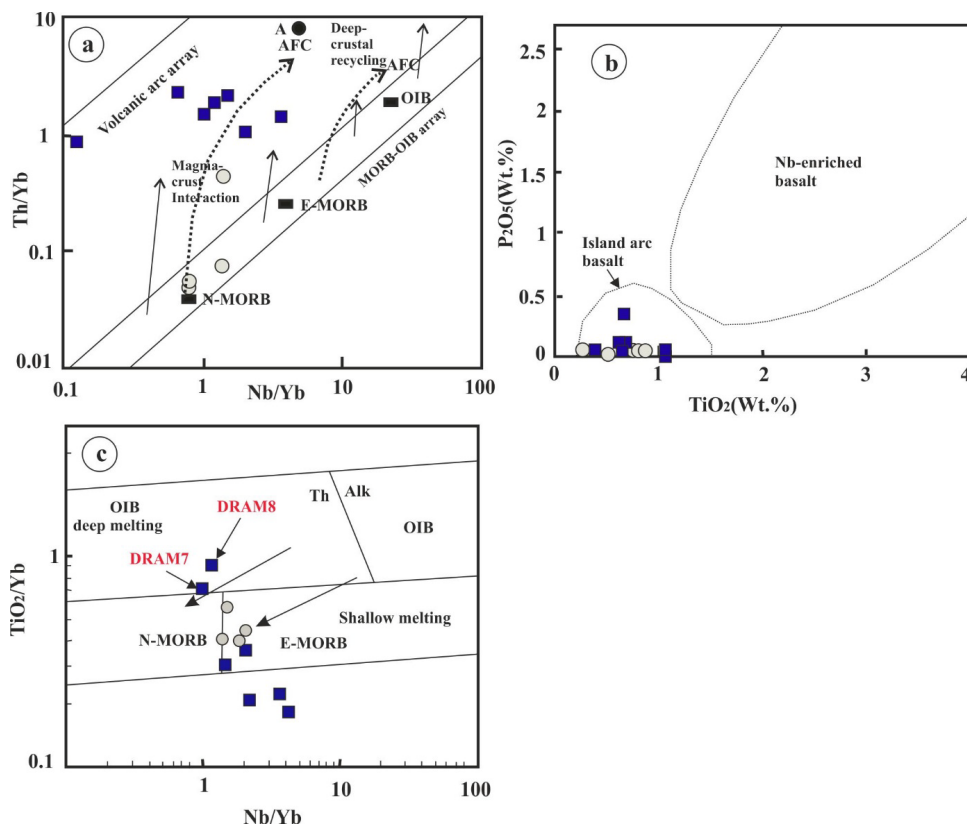 a
10
1
0.1
0.01
Th/Yb
Volcanic arc array
A
AFC
Deep-
crustal
recycling
AFC
OIB
MORB-OIB array
Magma-
crust
Interaction
E-MORB
N-MORB
0.1
1
10
100
Nb/Yb
b
2.5
2
1.5
1
0.5
0
P2O5(Wt.%)
Nb-enriched
basalt
Island arc
basalt
0
1
2
3
4
TiO2(Wt.%)
c
1
0.1
TiO2/Yb
OIB
deep melting
DRAM8
DRAM7
Th
Alk
OIB
Shallow melting
N-MORB
E-MORB
1
10
100
Nb/Yb